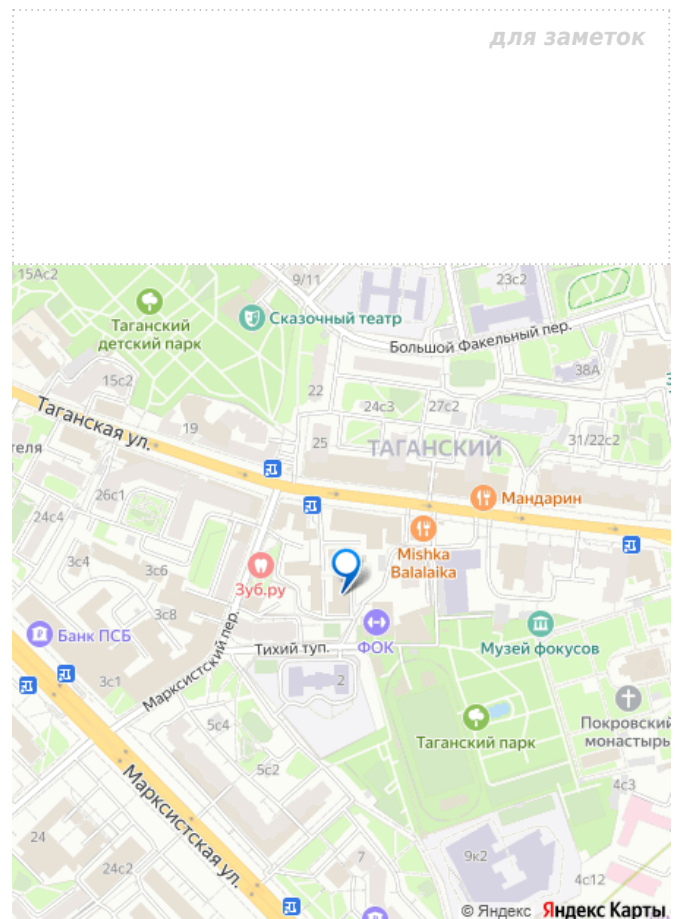 для заметок
15Ас2
9/11
23с2
Таганский
детский парк
Сказочный театр
Большой Факельный пер.
38А
15с2
22
24с3
27с2
Таганская ул.
19
25
ТАГАНСКИЙ
31/22с2
теля
26с1
Мандарин
24с4
Mishka
Balalaika
3с4
3с6
Зуб.ру
3с8
ФОК
Банк ПСБ
Тихий туп.
Музей фокусов
Марксистский пер.
3с1
2
Покровский
монастырь
5с4
Таганский парк
5с2
4с3
Марксистская ул.
24
7
9к2
24с2
4с12
© Яндекс Яндекс Карты